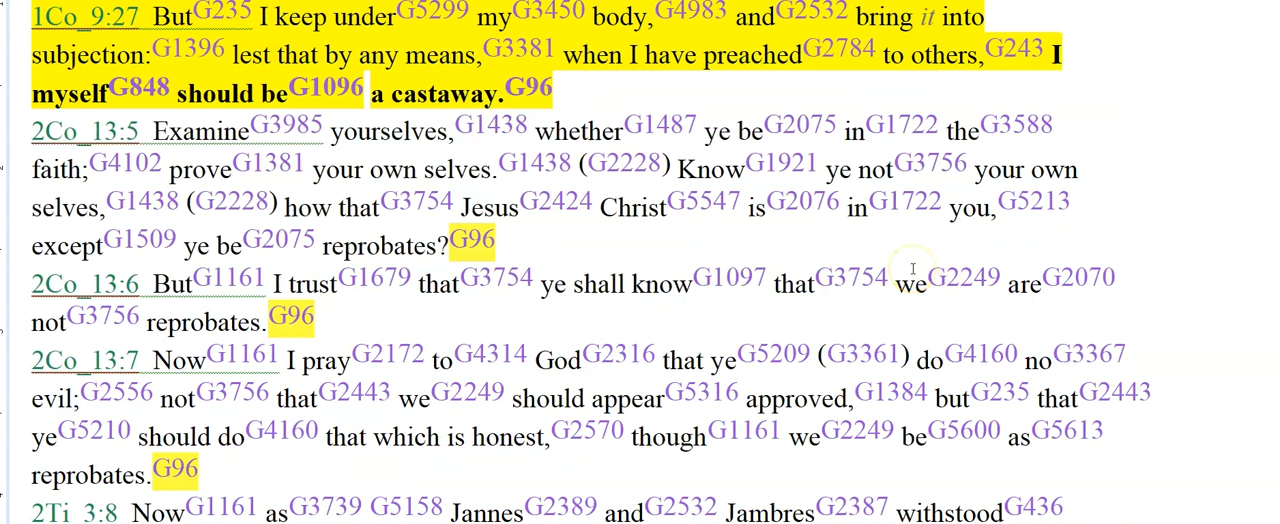 1Co_9:27 ButG235 I keep underG5299 myG3450 body,G4983 andG2532 bring it into
subjection:G1396 lest that by any means,G3381 when I have preachedG2784 to others,G243 I
myselfG848 should beG1096 a castaway.G96
2Co_13:5 ExamineG3985 yourselves,G1438 whetherG1487 ye beG2075 inG1722 theG3588
faith;G4102 proveG1381 your own selves.G1438 (G2228) KnowG1921 ye notG3756 your own
selves,G1438 (G2228) how thatG3754 JesusG2424 ChristG5547 isG2076 inG1722 you,G5213
exceptG1509 ye beG2075 reprobates?G96
2Co_13:6 ButG1161 I trustG1679 thatG3754 ye shall knowG1097 thatG3754 weG2249 areG2070
notG3756 reprobates.G96
2Co_13:7 NowG1161 I prayG2172 toG4314 GodG2316 that yeG5209 (G3361) doG4160 noG3367
evil;G2556 notG3756 thatG2443 weG2249 should appearG5316 approved,G1384 butG235 thatG2443
yeG5210 should doG4160 that which is honest,G2570 thoughG1161 weG2249 beG5600 asG5613
reprobates.G96
2Ti_3:8 NowG1161 asG3739 G5158 JannesG2389 andG2532 JambresG2387 withstoodG436